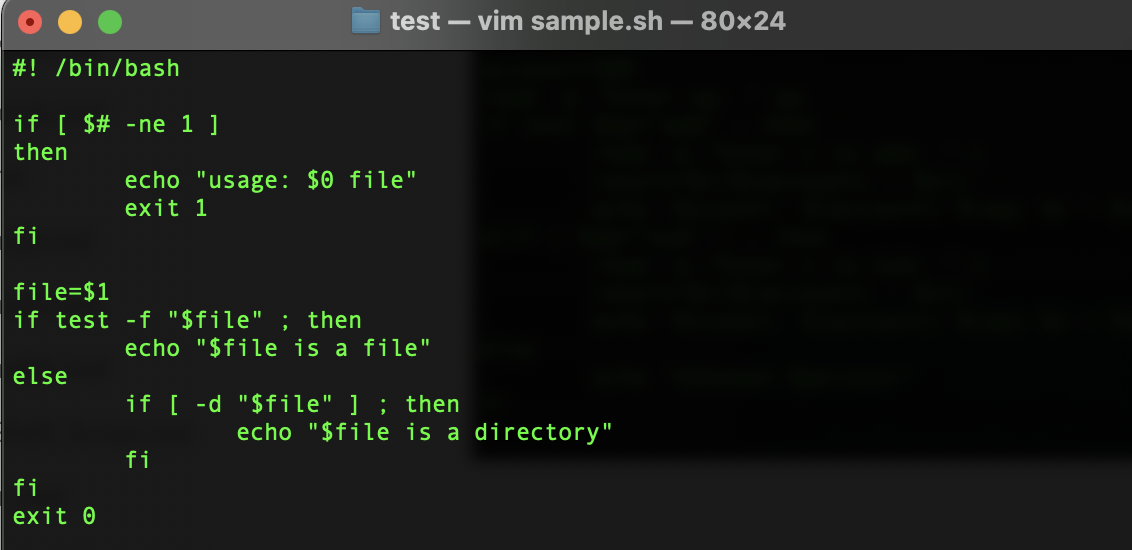 test — vim sample.sh — 80×24
#! /bin/bash
if [ $# -ne 1 ]
then
        echo "usage: $0 file"
        exit 1
fi
file=$1
if test -f "$file" ; then
        echo "$file is a file"
else
        if [ -d "$file" ] ; then
                echo "$file is a directory"
        fi
fi
exit 0